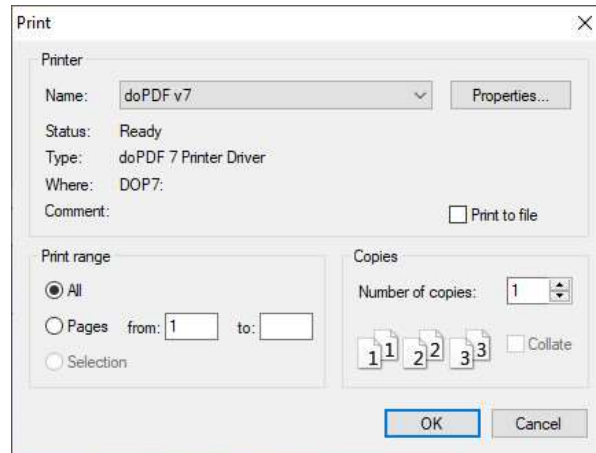 Print
Printer
Name: doPDF v7 Properties...
Status: Ready
Type: doPDF 7 Printer Driver
Where: DOP7:
Comment: Print to file
Print range
All
Pages from: 1 to:
Selection
Copies
Number of copies: 1
1 1 2 2 3 3 Collate
OK Cancel